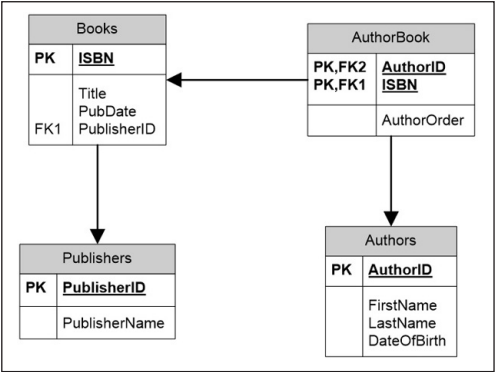 Books
PK ISBN
Title
PubDate
FK1 PublisherID
AuthorBook
PK,FK2 AuthorID
PK,FK1 ISBN
AuthorOrder
Publishers
PK PublisherID
PublisherName
Authors
PK AuthorID
FirstName
LastName
DateOfBirth